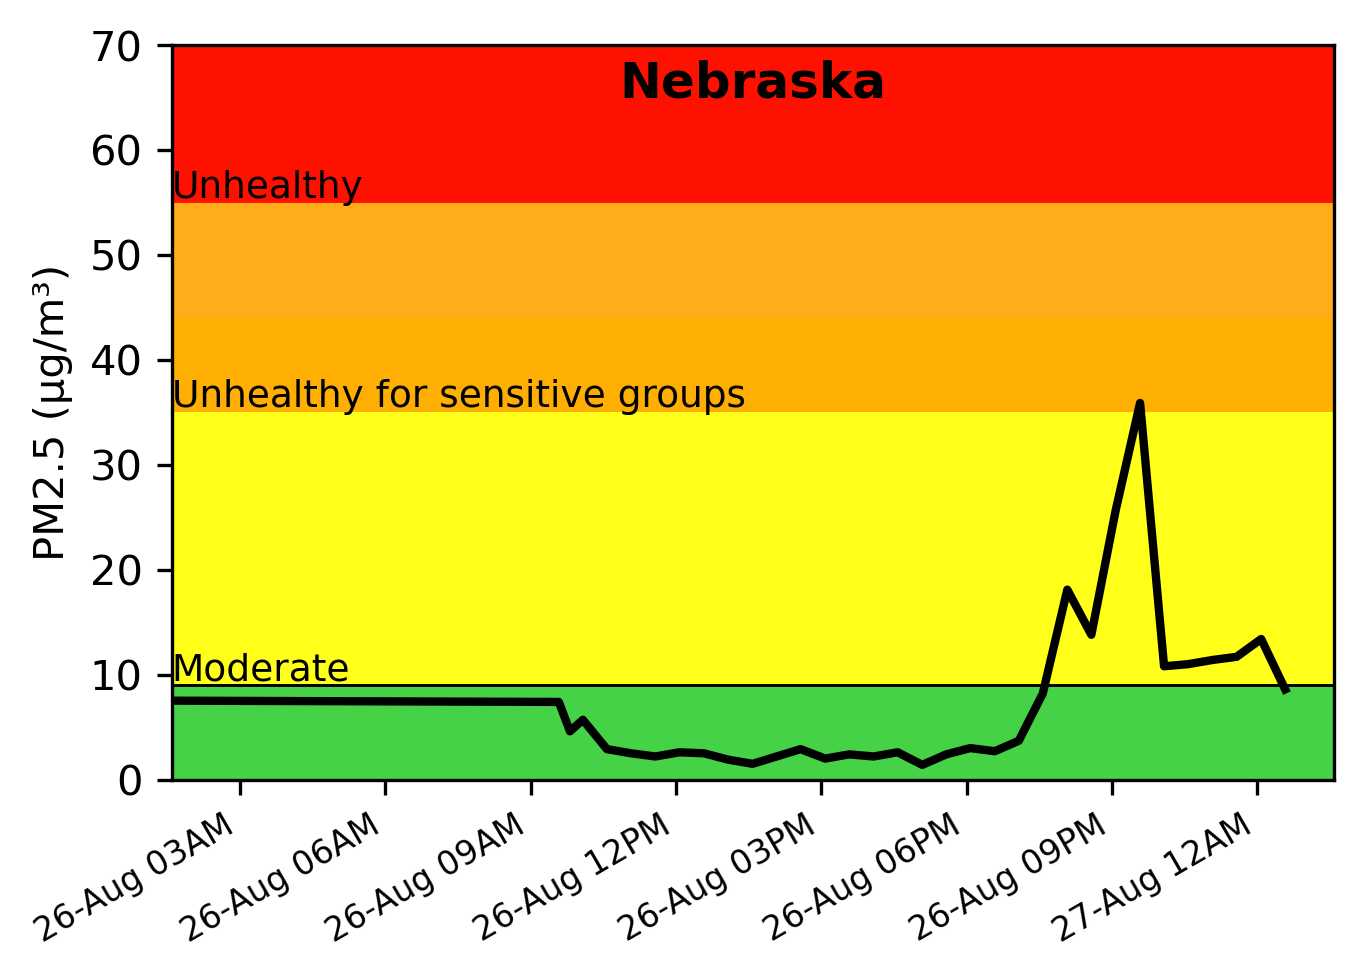 Nebraska
70
60
Unhealthy
50
40
Unhealthy for sensitive groups
30
20
Moderate
10
0
PM2.5 (µg/m³)
26-Aug 03AM
26-Aug 06AM
26-Aug 09AM
26-Aug 12PM
26-Aug 03PM
26-Aug 06PM
26-Aug 09PM
27-Aug 12AM